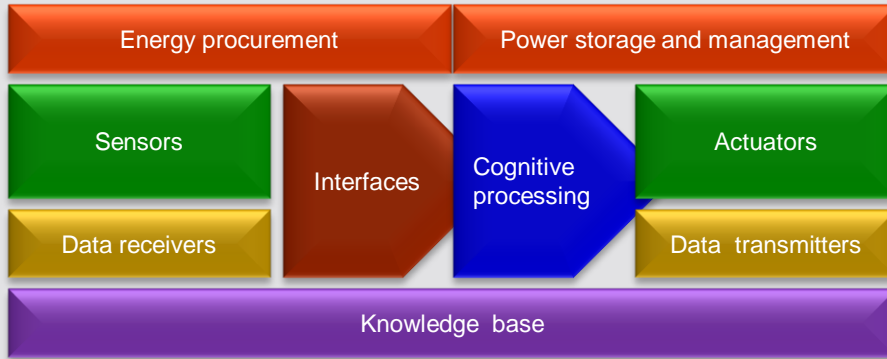 Energy procurement
Power storage and management
Sensors
Interfaces
Cognitive
processing
Actuators
Data receivers
Data transmitters
Knowledge base